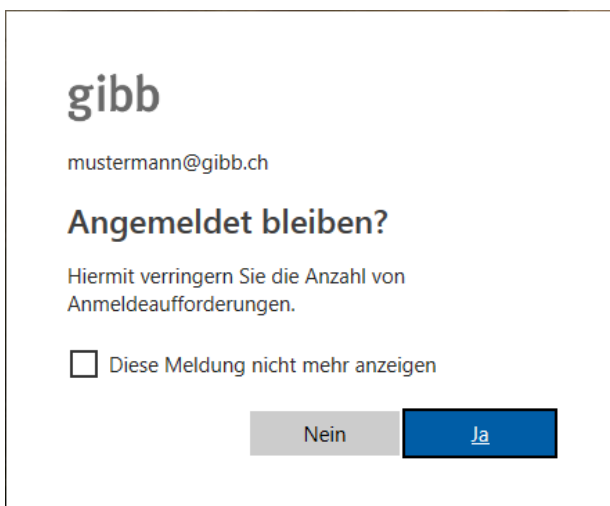 gibb
mustermann@gibb.ch
Angemeldet bleiben?
Hiermit verringern Sie die Anzahl von
Anmeldeaufforderungen.
Diese Meldung nicht mehr anzeigen
Nein
Ja